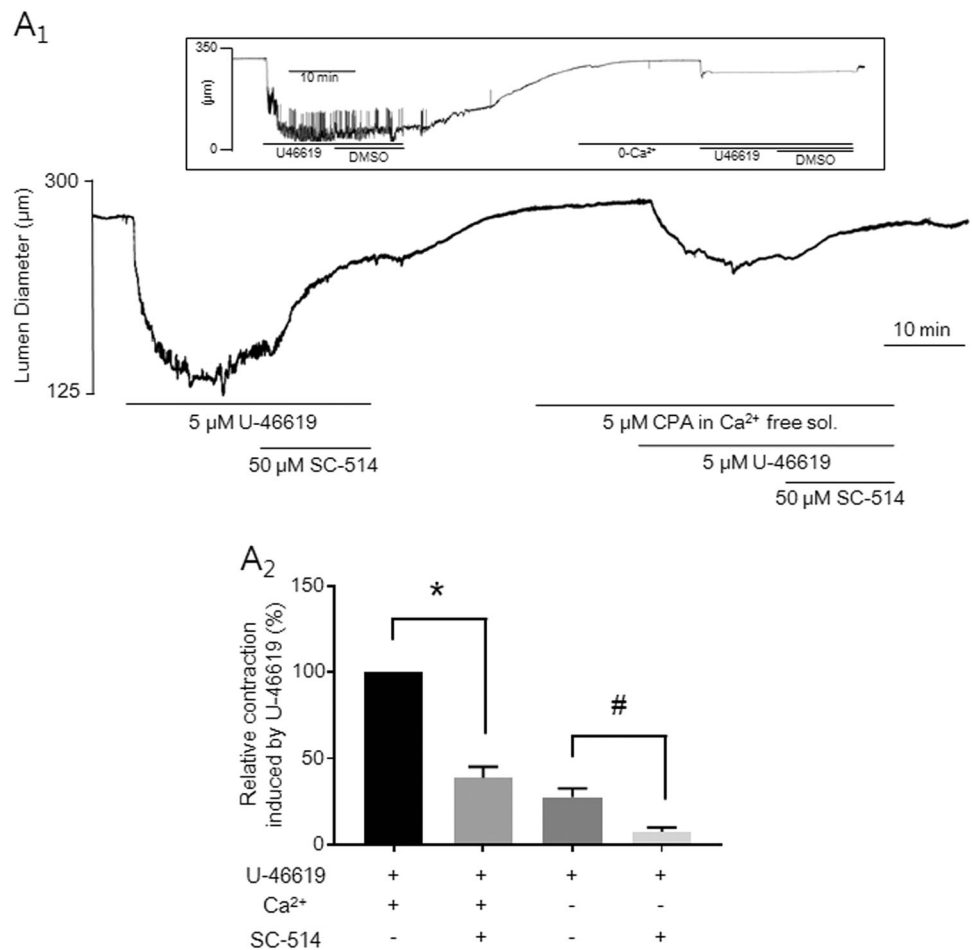 A1
350
(µm)
0
10 min
U46619
DMSO
0-Ca²⁺
U46619
DMSO
300
Lumen Diameter (µm)
125
10 min
5 µM U-46619
50 µM SC-514
5 µM CPA in Ca²⁺ free sol.
5 µM U-46619
50 µM SC-514
A2
Relative contraction
induced by U-46619 (%)
150
100
50
0
*
#
U-46619 + + + +
Ca²⁺ + + - -
SC-514 - + - +